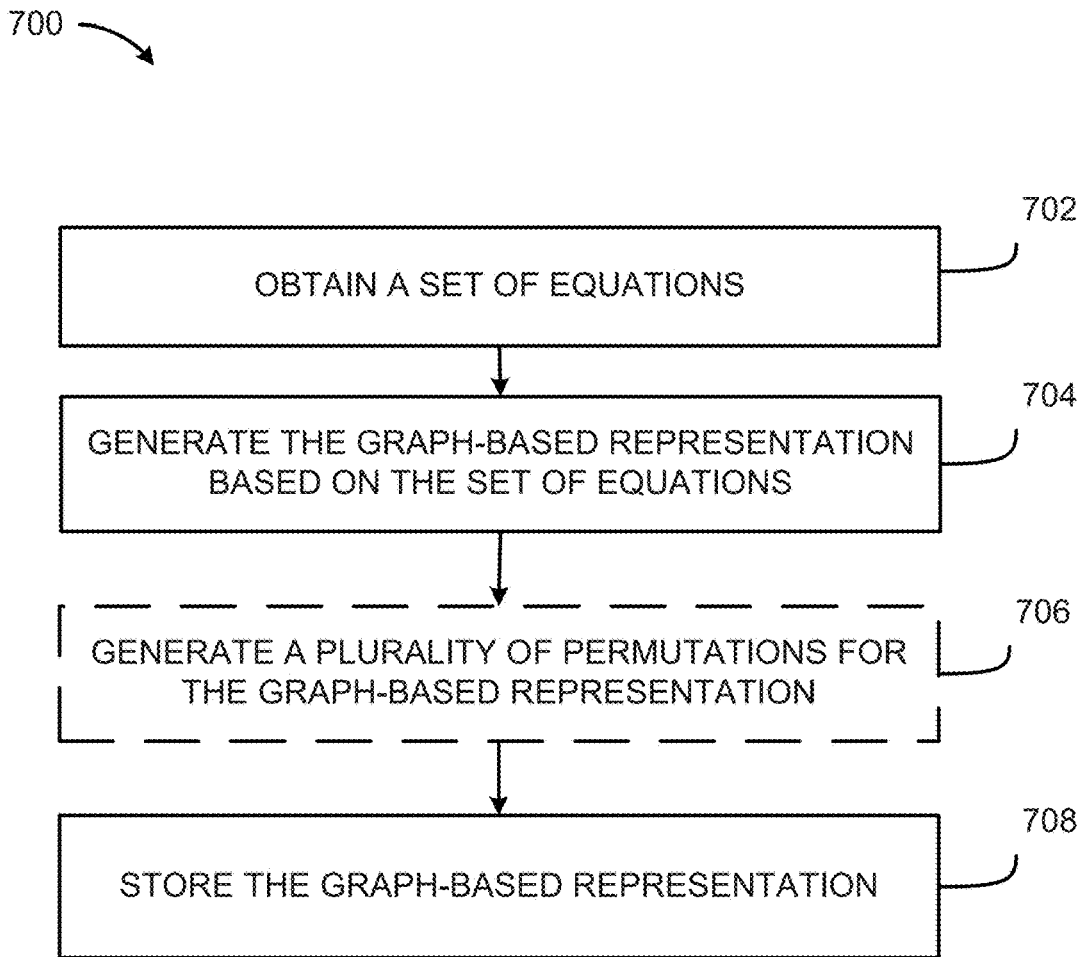 700
702
OBTAIN A SET OF EQUATIONS
704
GENERATE THE GRAPH-BASED REPRESENTATION
BASED ON THE SET OF EQUATIONS
706
GENERATE A PLURALITY OF PERMUTATIONS FOR
THE GRAPH-BASED REPRESENTATION
708
STORE THE GRAPH-BASED REPRESENTATION